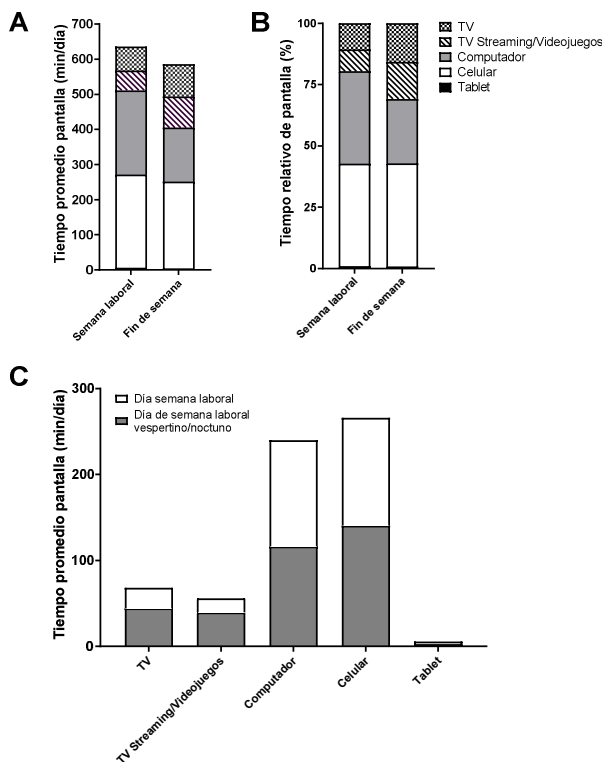 A
Tiempo promedio pantalla (min/día)
700
600
500
400
300
200
100
0
Semana laboral
Fin de semana
B
Tiempo relativo de pantalla (%)
100
75
50
25
0
Semana laboral
Fin de semana
TV
TV Streaming/Videojuegos
Computador
Celular
Tablet
C
Tiempo promedio pantalla (min/día)
300
200
100
0
Dia semana laboral
Dia de semana laboral
vespertino/noctuno
TV
TV Streaming/Videojuegos
Computador
Celular
Tablet